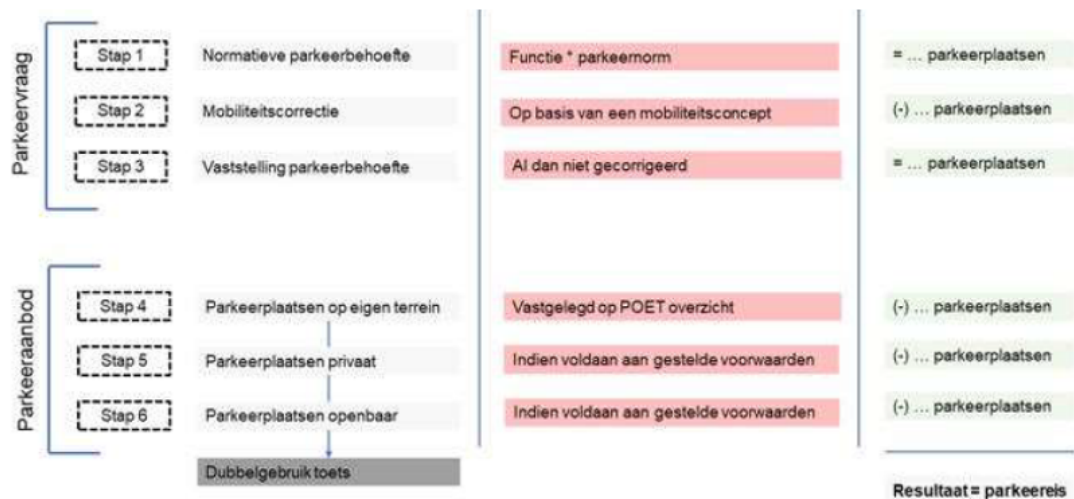 Parkeervraag
Stap 1 Normatieve parkeerbehoefte Functie * parkeernorm = ... parkeerplaatsen
Stap 2 Mobiliteitscorrectie Op basis van een mobiliteitsconcept (-) ... parkeerplaatsen
Stap 3 Vaststelling parkeerbehoefte Al dan niet gecorrigeerd = ... parkeerplaatsen
Parkeeraanbod
Stap 4 Parkeerplaatsen op eigen terrein Vastgelegd op POET overzicht (-) ... parkeerplaatsen
Stap 5 Parkeerplaatsen privaat Indien voldaan aan gestelde voorwaarden (-) ... parkeerplaatsen
Stap 6 Parkeerplaatsen openbaar Indien voldaan aan gestelde voorwaarden (-) ... parkeerplaatsen
Dubbelgebruik toets
Resultaat = parkeereis